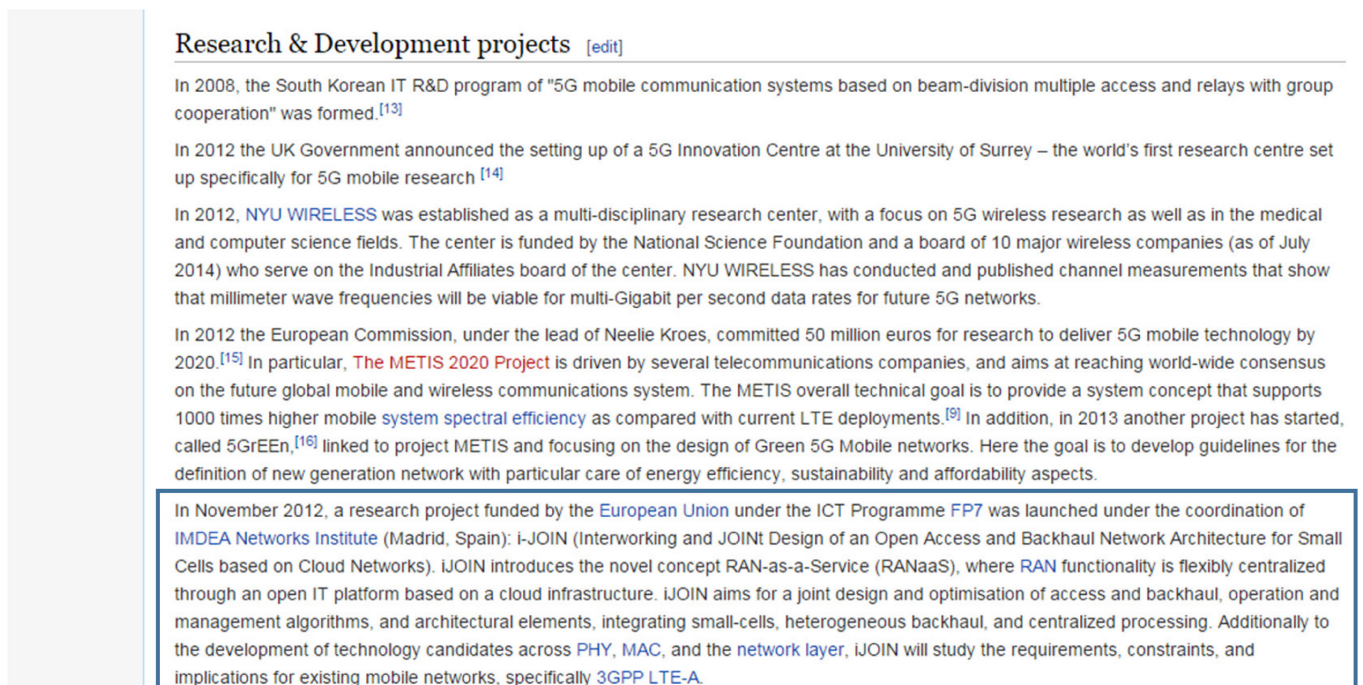 Research & Development projects [edit]
In 2008, the South Korean IT R&D program of "5G mobile communication systems based on beam-division multiple access and relays with group
cooperation" was formed.[13]
In 2012 the UK Government announced the setting up of a 5G Innovation Centre at the University of Surrey – the world's first research centre set
up specifically for 5G mobile research [14]
In 2012, NYU WIRELESS was established as a multi-disciplinary research center, with a focus on 5G wireless research as well as in the medical
and computer science fields. The center is funded by the National Science Foundation and a board of 10 major wireless companies (as of July
2014) who serve on the Industrial Affiliates board of the center. NYU WIRELESS has conducted and published channel measurements that show
that millimeter wave frequencies will be viable for multi-Gigabit per second data rates for future 5G networks.
In 2012 the European Commission, under the lead of Neelie Kroes, committed 50 million euros for research to deliver 5G mobile technology by
2020.[15] In particular, The METIS 2020 Project is driven by several telecommunications companies, and aims at reaching world-wide consensus
on the future global mobile and wireless communications system. The METIS overall technical goal is to provide a system concept that supports
1000 times higher mobile system spectral efficiency as compared with current LTE deployments.[9] In addition, in 2013 another project has started,
called 5GrEEn,[16] linked to project METIS and focusing on the design of Green 5G Mobile networks. Here the goal is to develop guidelines for the
definition of new generation network with particular care of energy efficiency, sustainability and affordability aspects.
In November 2012, a research project funded by the European Union under the ICT Programme FP7 was launched under the coordination of
IMDEA Networks Institute (Madrid, Spain): i-JOIN (Interworking and JOINt Design of an Open Access and Backhaul Network Architecture for Small
Cells based on Cloud Networks). iJOIN introduces the novel concept RAN-as-a-Service (RANaaS), where RAN functionality is flexibly centralized
through an open IT platform based on a cloud infrastructure. iJOIN aims for a joint design and optimisation of access and backhaul, operation and
management algorithms, and architectural elements, integrating small-cells, heterogeneous backhaul, and centralized processing. Additionally to
the development of technology candidates across PHY, MAC, and the network layer, iJOIN will study the requirements, constraints, and
implications for existing mobile networks, specifically 3GPP LTE-A.